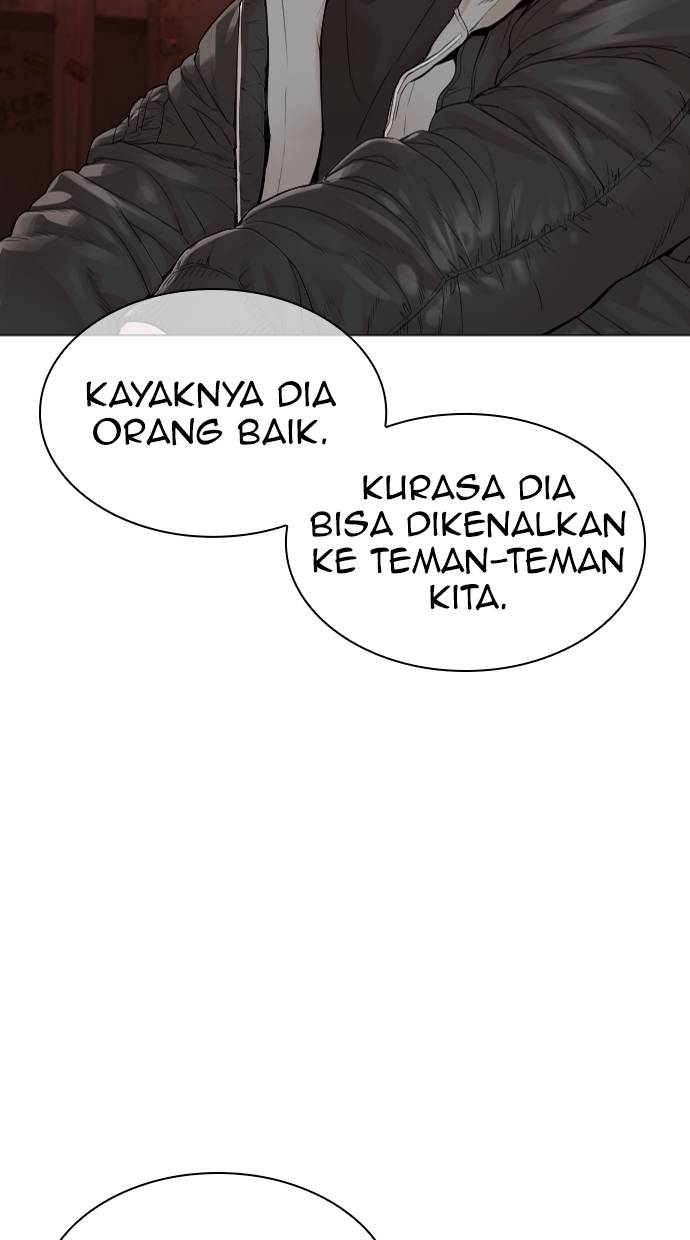 KAYAKNYA DIA
ORANG BAIK.
KURASA DIA
BISA DIKENALKAN
KE TEMAN-TEMAN
KITA.